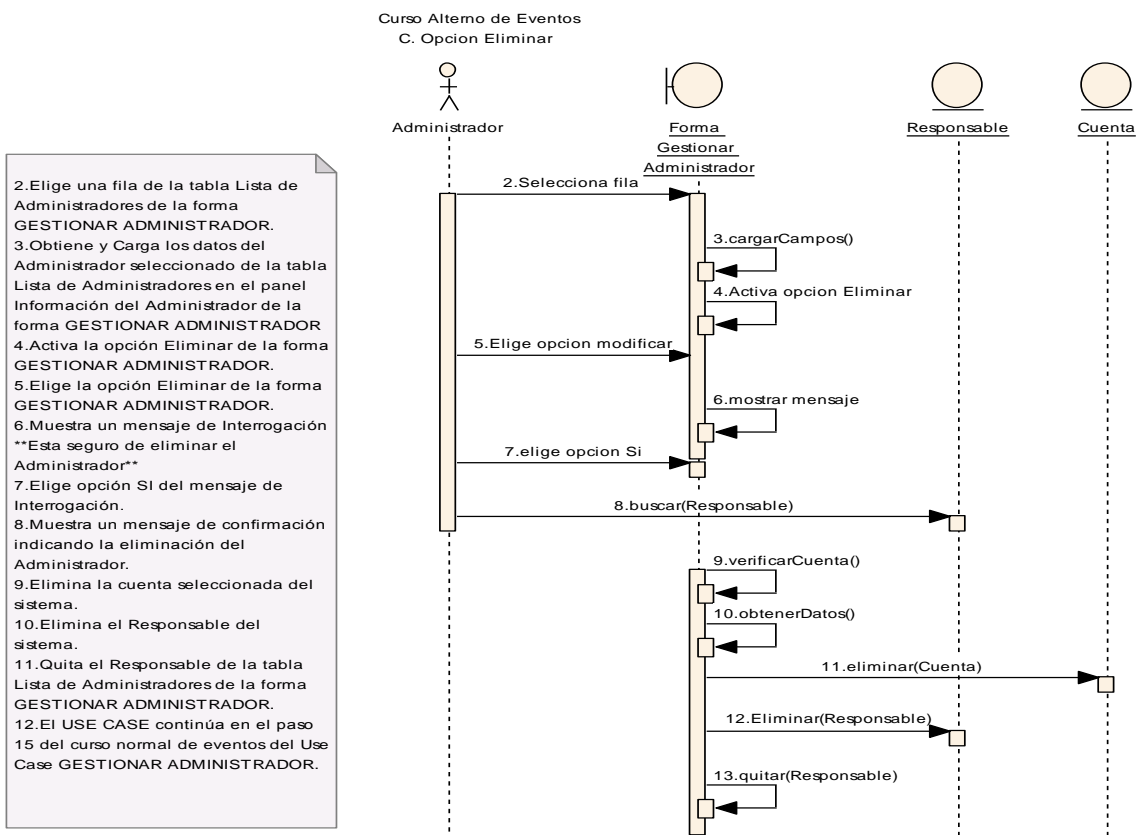 Curso Alterno de Eventos
C. Opcion Eliminar
Administrador
Forma
Gestionar
Administrador
Responsable
Cuenta
2.Elige una fila de la tabla Lista de
Administradores de la forma
GESTIONAR ADMINISTRADOR.
3.Obtiene y Carga los datos del
Administrador seleccionado de la tabla
Lista de Administradores en el panel
Información del Administrador de la
forma GESTIONAR ADMINISTRADOR
4.Activa la opción Eliminar de la forma
GESTIONAR ADMINISTRADOR.
5.Elige la opción Eliminar de la forma
GESTIONAR ADMINISTRADOR.
6.Muestra un mensaje de Interrogación
**Esta seguro de eliminar el
Administrador**
7.Elige opción SI del mensaje de
Interrogación.
8.Muestra un mensaje de confirmación
indicando la eliminación del
Administrador.
9.Elimina la cuenta seleccionada del
sistema.
10.Elimina el Responsable del
sistema.
11.Quita el Responsable de la tabla
Lista de Administradores de la forma
GESTIONAR ADMINISTRADOR.
12.El USE CASE continúa en el paso
15 del curso normal de eventos del Use
Case GESTIONAR ADMINISTRADOR.
2.Selecciona fila
3.cargarCampos()
4.Activa opcion Eliminar
5.Elige opcion modificar
6.mostrar mensaje
7.elige opcion Si
8.buscar(Responsable)
9.verificarCuenta()
10.obtenerDatos()
11.eliminar(Cuenta)
12.Eliminar(Responsable)
13.quitar(Responsable)